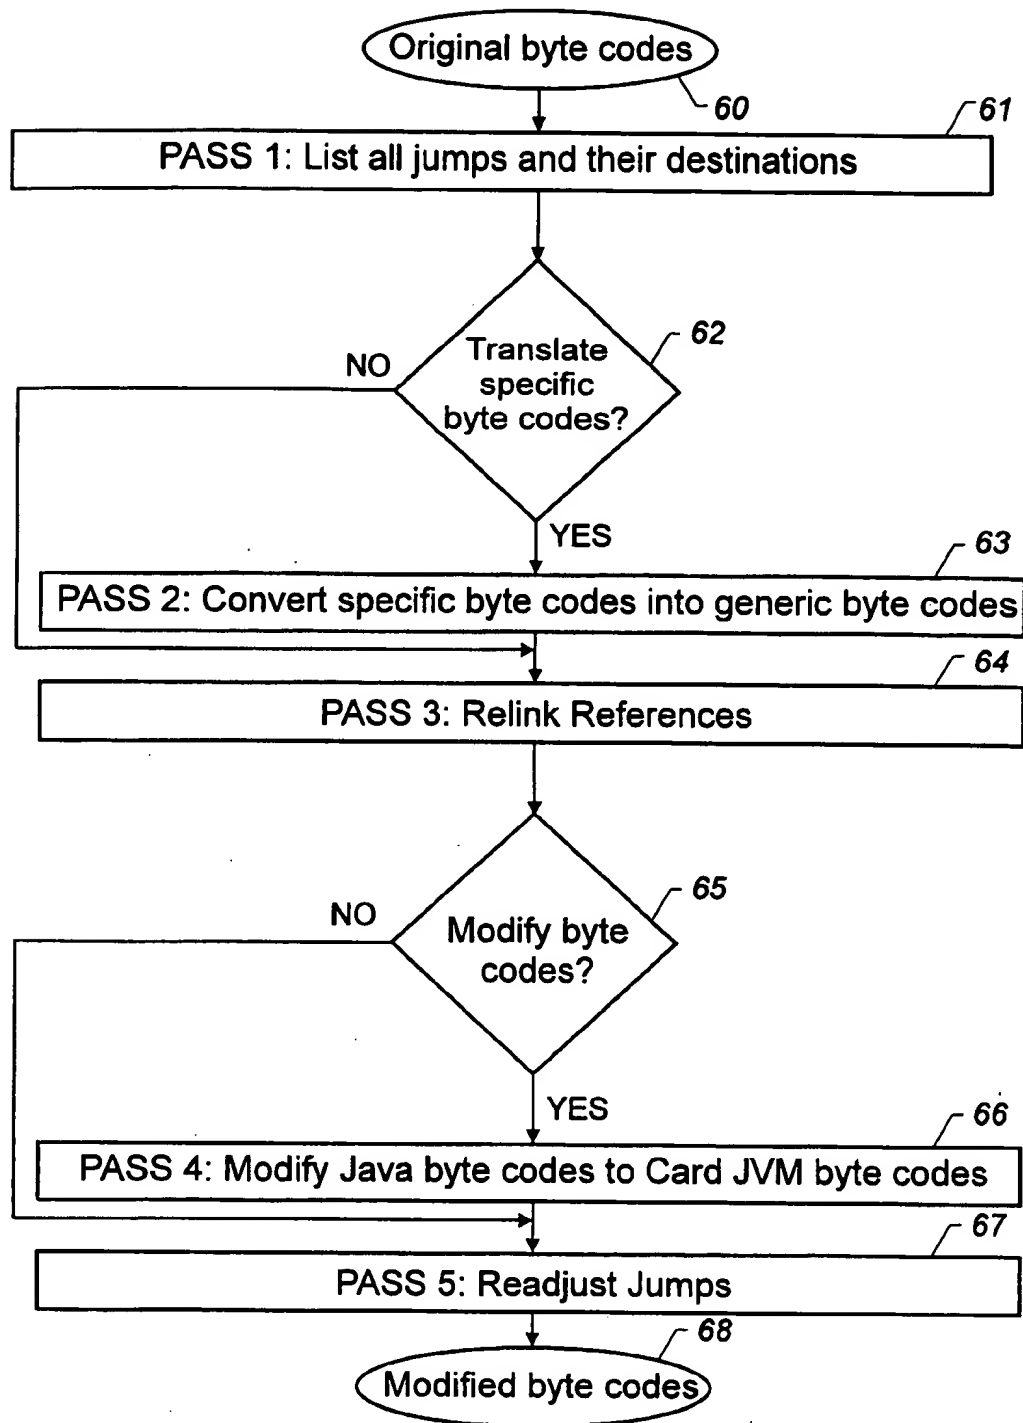 Original byte codes
60
61
PASS 1: List all jumps and their destinations
62
NO
Translate
specific
byte codes?
YES
63
PASS 2: Convert specific byte codes into generic byte codes
64
PASS 3: Relink References
65
NO
Modify byte
codes?
YES
66
PASS 4: Modify Java byte codes to Card JVM byte codes
67
PASS 5: Readjust Jumps
68
Modified byte codes